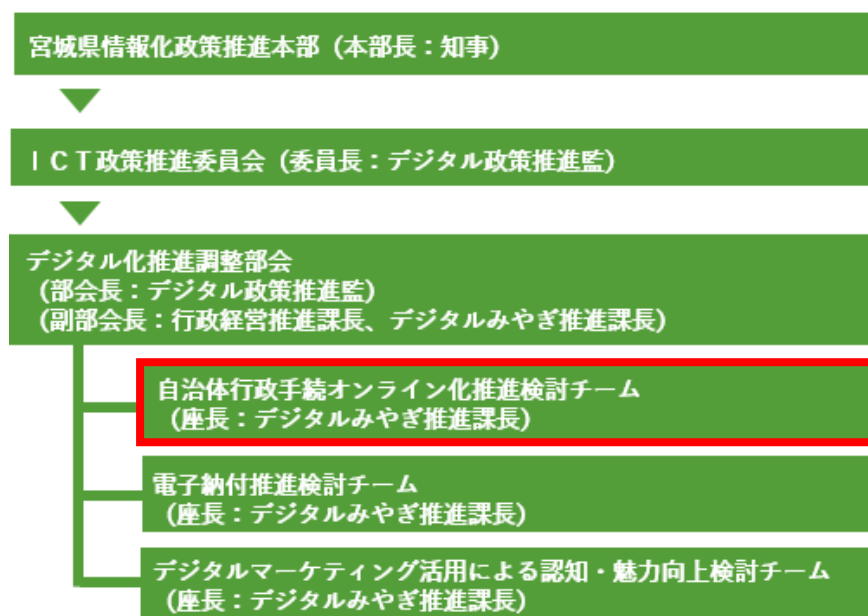 宮城県情報化政策推進本部（本部長：知事）
ＩＣＴ政策推進委員会（委員長：デジタル政策推進監）
デジタル化推進調整部会
（部会長：デジタル政策推進監）
（副部会長：行政経営推進課長、デジタルみやぎ推進課長）
自治体行政手続オンライン化推進検討チーム
（座長：デジタルみやぎ推進課長）
電子納付推進検討チーム
（座長：デジタルみやぎ推進課長）
デジタルマーケティング活用による認知・魅力向上検討チーム
（座長：デジタルみやぎ推進課長）